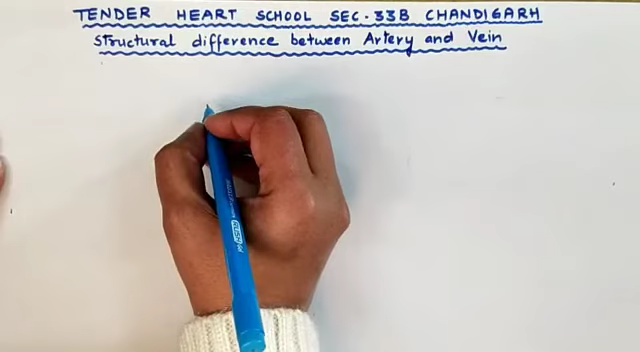 TENDER HEART SCHOOL SEC. 33B CHANDIGARH
Structural difference between Artery and Vein